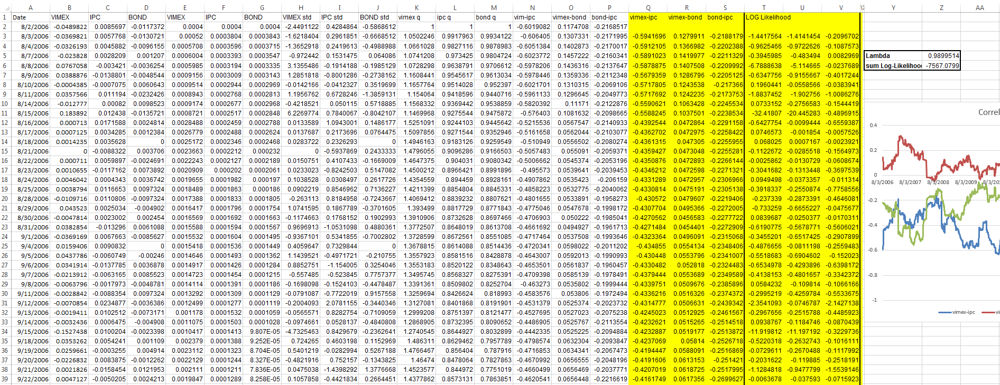 A B C D E F G H I J K L M N O P Q R S T U V Y Z AA
1 Date VIMEX IPC BOND VIMEX IPC BOND VIMEX std IPC std BOND std vimex q ipc q bond q vim-ipc vimex-bond bond-ipc vimex-ipc vimex-bond bond-ipc LOG Likelihood
2 8/2/2006 -0.0489822 0.0085697 -0.0117372 0.0004 0.0004 0.0004 -2.4491122 0.4284864 -0.5868612 1 1 1 -0.6019082 0.1174708 -0.2168517
3 8/3/2006 -0.0369821 0.0057768 -0.0130721 0.00052 0.0003804 0.0003843 -1.6218404 0.2961851 -0.6668512 1.0502246 0.9917963 0.9934122 -0.606405 0.1307331 -0.2171995 -0.5941696 0.1279911 -0.2188179 -1.4417564 -1.4141454 -0.2096702
4 8/4/2006 -0.0326193 0.0045882 -0.0096155 0.0005708 0.0003596 0.0003715 -1.3652918 0.2419613 -0.4988988 1.0661028 0.9827116 0.9878983 -0.6051384 0.1402873 -0.2170017 -0.5912105 0.1366982 -0.2202388 -0.9625466 -0.9722626 -0.1087573
5 8/7/2006 -0.023828 0.0028209 0.001207 0.0006004 0.0003393 0.0003547 -0.972442 0.1531475 0.064086 1.0741208 0.973425 0.9804724 -0.6023772 0.1457222 -0.2160341 -0.5891023 0.1419977 -0.2211329 -0.3945985 -0.483494 0.0082969
Lambda 0.9899514
6 8/8/2006 0.0767058 -0.003421 -0.0036254 0.0005985 0.0003194 0.0003335 3.1355486 -0.1914188 -0.1985129 1.0728298 0.9638791 0.9706612 -0.5978206 0.1436316 -0.2137647 -0.5878875 0.1407508 -0.2209992 -6.7888638 -5.114665 -0.0237689
sum Log-Likelihood -7567.0799
7 8/9/2006 0.0388876 -0.0138801 -0.0048544 0.0009156 0.0003009 0.0003143 1.2851818 -0.8001286 -0.2738162 1.1608441 0.9545617 0.9613034 -0.5978446 0.1359336 -0.2112348 -0.5679359 0.1286796 -0.2205125 -0.6347756 -0.9155667 -0.4017244
8 8/10/2006 -0.0004385 -0.0007075 0.0060643 0.0009514 0.0002944 0.0002969 -0.0142166 -0.0412327 0.3519699 1.1657764 0.9514028 0.952397 -0.6021701 0.1310315 -0.2069106 -0.5717805 0.1243538 -0.217366 0.1960441 -0.0558566 -0.0383941
9 8/11/2006 0.0357566 0.011194 -0.0232426 0.0008943 0.0002768 0.0002813 1.1956762 0.6728246 -1.3859131 1.154064 0.9418596 0.9440716 -0.5961133 0.1296645 -0.2049773 -0.5717692 0.1242235 -0.2173753 -1.8837452 -1.902756 -1.0086276
10 8/14/2006 -0.012777 0.00082 0.0098523 0.0009174 0.0002677 0.0002968 -0.4218521 0.050115 0.5718885 1.1568332 0.9369442 0.9538859 -0.5820392 0.11171 -0.2122876 -0.5590621 0.1063428 -0.2245534 0.0733152 -0.2756583 -0.1544419
11 8/15/2006 0.183892 0.012438 -0.0135721 0.0008721 0.0002517 0.0002848 6.2269774 0.7840067 -0.8042107 1.1469968 0.9275544 0.9475872 -0.576403 0.1081632 -0.2098665 -0.5588245 0.1037501 -0.2238534 -32.41807 -20.445283 -0.4896915
12 8/16/2006 0.000713 0.0171588 0.0024814 0.0028488 0.0002459 0.0002788 0.0133589 1.0943001 0.1486177 1.5251091 0.9244103 0.9445642 -0.5215536 0.0567547 -0.2140933 -0.4392544 0.0472864 -0.2291158 -0.6427754 -0.0099444 -0.6559387
13 8/17/2006 0.0007125 0.0034285 0.0012384 0.0026779 0.0002488 0.0002624 0.0137687 0.2173696 0.0764475 1.5097856 0.9271544 0.9352946 -0.5161658 0.0562044 -0.2103077 -0.4362702 0.0472975 -0.2258422 0.0746573 -0.001854 -0.0057526
14 8/18/2006 0.0014235 0.0035628 0 0.0025172 0.0002346 0.0002468 0.0283722 0.2326293 0 1.4946163 0.9183126 0.9259549 -0.510949 0.0556502 -0.2080274 -0.4361315 0.047305 -0.2255955 0.068025 0.0007167 -0.0023921
15 8/21/2006 0 -0.0088322 0.003706 0.0023663 0.0002212 0.000232 0 -0.5937869 0.2433333 1.4796055 0.9096286 0.9166503 -0.5057483 0.055091 -0.2059371 -0.4359427 0.0473048 -0.2255281 -0.1122672 -0.0285518 -0.1564973
16 8/22/2006 0.000711 0.0059897 -0.0024691 0.0022243 0.0002127 0.0002189 0.0150751 0.4107433 -0.1669009 1.4647375 0.904031 0.9080342 -0.5006662 0.0545374 -0.2053196 -0.4350876 0.0472893 -0.2266144 -0.0025862 -0.0130729 -0.0608674
17 8/23/2006 0.0010655 -0.0117162 0.0073892 0.0020909 0.000202 0.0002061 0.0233023 -0.8242503 0.5147082 1.4500212 0.8966421 0.8991896 -0.495573 0.0539641 -0.2039453 -0.4346212 0.0472598 -0.2271321 -0.3041682 -0.1313448 -0.3697539
18 8/24/2006 0.0046042 0.0004343 0.0036742 0.0019655 0.0001982 0.000197 0.1038528 0.0308497 0.2617726 1.4354559 0.894459 0.8928161 -0.4907862 0.0535423 -0.206159 -0.4331289 0.0472957 -0.2306966 0.0949498 -0.0373357 -0.011314
19 8/25/2006 0.0038794 0.0116653 0.0097324 0.0018489 0.0001863 0.000186 0.0902219 0.8546962 0.7136227 1.4211399 0.8854804 0.8845331 -0.4858223 0.0532775 -0.2040062 -0.4330814 0.0475191 -0.2305138 -0.3918337 -0.2550874 -0.7758556
20 8/28/2006 -0.0109716 0.0110806 -0.0097324 0.0017388 0.0001833 0.0001805 -0.263113 0.8184958 -0.7243667 1.4069412 0.8839232 0.8807621 -0.4801655 0.0533891 -0.1958273 -0.430572 0.0479607 -0.2219406 -0.237339 -0.2873391 -0.4646081
21 8/29/2006 0.043523 0.0025034 -0.004902 0.0016417 0.0001796 0.0001754 1.0741595 0.1867789 -0.3701605 1.393499 0.8817729 0.8771843 -0.4775046 0.0547678 -0.1998172 -0.4307704 0.0495366 -0.2272005 -0.733259 -0.6655227 -0.0475677
22 8/30/2006 -0.0047814 0.0023002 0.002454 0.0016569 0.0001692 0.0001663 -0.1174663 0.1768152 0.1902993 1.3910906 0.8732628 0.8697466 -0.4706903 0.050222 -0.1985041 -0.4270562 0.0456583 -0.2277722 0.0839687 -0.0250377 -0.0170311
23 8/31/2006 0.0382854 -0.013296 0.0061088 0.0015588 0.0001594 0.0001567 0.9696913 -1.0531098 0.4880361 1.3772507 0.8648019 0.8613708 -0.4661692 0.0494927 -0.1961713 -0.4271484 0.0454401 -0.2272909 -0.6190775 -0.5678771 -0.5606021
24 9/1/2006 -0.0369169 0.0067663 -0.0085627 0.0015532 0.0001604 0.0001495 -0.9367101 0.5341855 -0.7002802 1.3728599 0.8672561 0.8551085 -0.4717464 0.0537507 -0.1993646 -0.4323364 0.0496091 -0.2315068 -0.3455201 -0.6517425 -0.2907899
25 9/4/2006 0.0159406 0.0090832 0 0.0015418 0.0001536 0.0001449 0.4059647 0.7329844 0 1.3678815 0.8614088 0.8514436 -0.4720341 0.0598022 -0.2011202 -0.434855 0.0554134 -0.2348406 -0.4876656 -0.0811198 -0.2559483
26 9/5/2006 0.0437786 -0.0060749 -0.00246 0.0014646 0.0001493 0.0001362 1.1439521 -0.4971721 -0.210755 1.3557923 0.8581516 0.8428878 -0.4643007 0.0592013 -0.1990993 -0.430448 0.0553796 -0.2341007 -0.5518683 -0.6904602 -0.152023
27 9/6/2006 0.0341914 -0.0137785 0.0036878 0.0014917 0.0001426 0.0001284 0.8852751 -1.154005 0.3254046 1.3553183 0.8520122 0.8348643 -0.4653501 0.0561837 -0.1960457 -0.4330482 0.052818 -0.2324483 -0.6534978 -0.4293896 -0.6398172
28 9/7/2006 -0.0213912 -0.0063165 0.0085523 0.0014723 0.0001454 0.0001215 -0.557485 -0.523845 0.7757377 1.3495745 0.8568327 0.8275391 -0.4709398 0.0585139 -0.1978491 -0.4379444 0.0553689 -0.2349589 -0.4138153 -0.4801657 -0.3342372
29 9/8/2006 -0.0063796 -0.0017973 -0.0048781 0.0014114 0.0001391 0.0001186 -0.1698098 -0.1524103 -0.4478487 1.3391361 0.8509802 0.8252704 -0.463273 0.0535802 -0.1999444 -0.4339751 0.0509676 -0.2385896 0.0584232 -0.109814 -0.1066166
30 9/11/2006 -0.0028842 -0.0088354 0.0097324 0.0013292 0.0001309 0.0001129 -0.0791087 -0.7722019 0.9157558 1.3259694 0.8426624 0.818993 -0.4583576 0.053806 -0.1972494 -0.4336216 0.0516326 -0.2374372 -0.2995219 -0.4259784 -0.5533675
31 9/12/2006 -0.0070854 0.0234877 -0.0036386 0.0012499 0.0001277 0.0001119 -0.2004093 2.0781155 -0.3440346 1.3127081 0.8401868 0.8191901 -0.4531379 0.0525374 -0.2023732 -0.4314777 0.0506631 -0.2439342 -2.3541093 -0.0746787 -2.1427138
32 9/13/2006 -0.0019411 0.0102512 -0.0073171 0.001178 0.0001532 0.0001059 -0.0565571 0.8282754 -0.7109059 1.2999208 0.8751397 0.8121477 -0.4527695 0.0527023 -0.2075238 -0.4245023 0.0512925 -0.2461567 -0.2967656 -0.2515788 -0.4485923
33 9/14/2006 -0.0032436 0.0006475 -0.004908 0.0011075 0.0001503 0.0001028 -0.0974661 0.0528137 -0.4840808 1.2868905 0.8732395 0.8090652 -0.4486905 0.0525767 -0.2113554 -0.4232621 0.0515265 -0.2514518 0.0938767 -0.1184746 -0.0870439
34 9/15/2006 -0.1527438 0.0100204 -0.0023398 0.0010417 0.0001413 9.807E-05 -4.7325463 0.8429679 -0.2362641 1.2740545 0.8644927 0.8032899 -0.4442335 0.0525225 -0.2094884 -0.4232887 0.0519177 -0.2513872 -11.919812 -11.197192 -0.3229736
35 9/18/2006 0.0353262 0.0054241 0.001109 0.002379 0.0001388 9.252E-05 0.724265 0.4603198 0.1152969 1.486311 0.8629462 0.7957789 -0.4798574 0.0632304 -0.2093847 -0.4237069 0.05814 -0.2526718 -0.5220318 -0.2632743 -0.1016111
36 9/19/2006 0.0259661 -0.0003255 0.004914 0.0023112 0.0001323 8.704E-05 0.5401219 -0.0282994 0.5267188 1.4766467 0.856404 0.787916 -0.4716853 0.0634341 -0.2067473 -0.4194447 0.0588091 -0.2516869 -0.0729611 -0.2670488 -0.1117992
37 9/20/2006 -0.0226832 0.0083875 -0.0012262 0.0022129 0.0001244 8.327E-05 -0.4821916 0.752157 -0.1343825 1.46474 0.8478064 0.7827863 -0.4670992 0.0656555 -0.2048196 -0.4191606 0.0613153 -0.251421 -0.2031622 -0.119885 -0.2518191
38 9/21/2006 0.0021826 -0.0158454 0.0121953 0.002111 0.0001211 7.836E-05 0.0475038 -1.4398292 1.3776668 1.4523577 0.844972 0.7751019 -0.4660499 0.0656469 -0.2037771 -0.4207019 0.0618725 -0.2517995 -1.1284818 -0.9477799 -1.5539146
39 9/22/2006 0.0047127 -0.0050205 0.0024213 0.0019847 0.0001289 8.258E-05 0.1057858 -0.4421834 0.2664451 1.4377862 0.8573131 0.7863851 -0.4620541 0.0656448 -0.2216619 -0.4161749 0.0617356 -0.2699627 -0.0063678 -0.037593 -0.0715923
Correl
0.4
0.2
0
8/3/2006 8/3/2007 8/3/2008 8/3/2009 8/3/201
-0.2
-0.4
-0.6
-0.8
-1
vimex-ipc vi